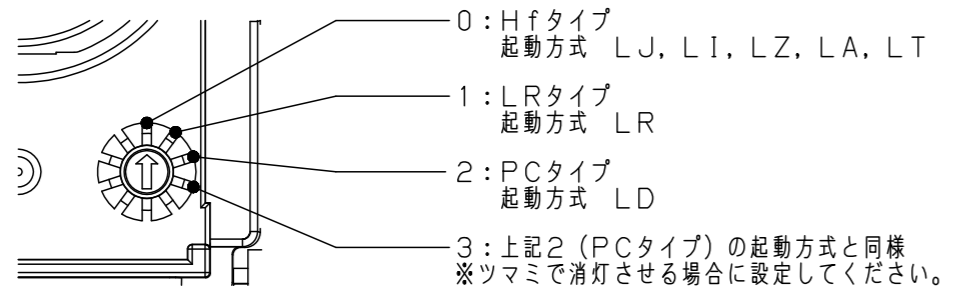 ０：Ｈｆタイプ
起動方式　ＬＪ，ＬＩ，ＬＺ，ＬＡ，ＬＴ
１：ＬＲタイプ
起動方式　ＬＲ
２：ＰＣタイプ
起動方式　ＬＤ
３：上記２（ＰＣタイプ）の起動方式と同様
※ツマミで消灯させる場合に設定してください。